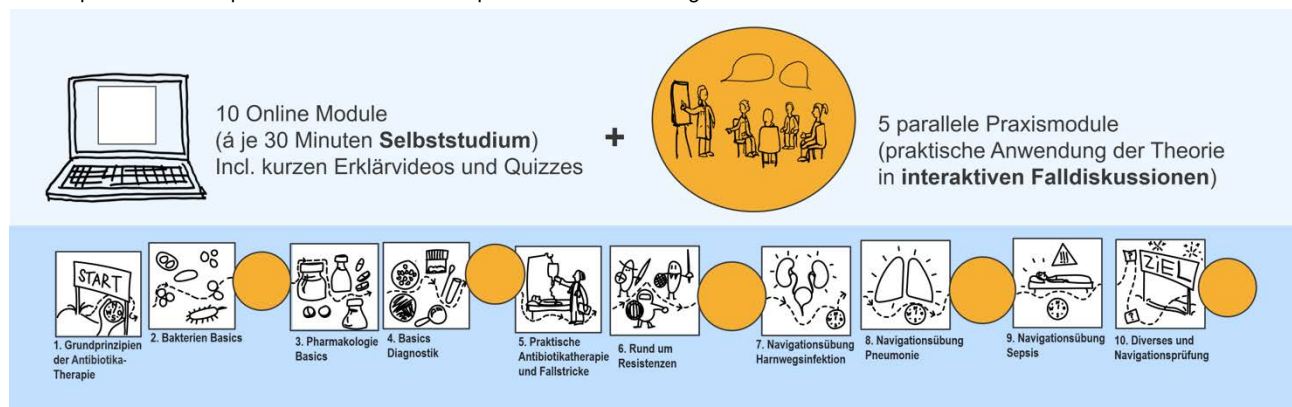 10 Online Module
(á je 30 Minuten Selbststudium)
Incl. kurzen Erklärvideos und Quizzes
+
5 parallele Praxismodule
(praktische Anwendung der Theorie
in interaktiven Falldiskussionen)
START
1. Grundprinzipien
der Antibiotika-
Therapie
2. Bakterien Basics
3. Pharmakologie
Basics
4. Basics
Diagnostik
5. Praktische
Antibiotikatherapie
und Fallstricke
6. Rund um
Resistenzen
7. Navigationsübung
Harnwegsinfektion
8. Navigationsübung
Pneumonie
9. Navigationsübung
Sepsis
ZIEL
10. Diverses und
Navigationsprüfung